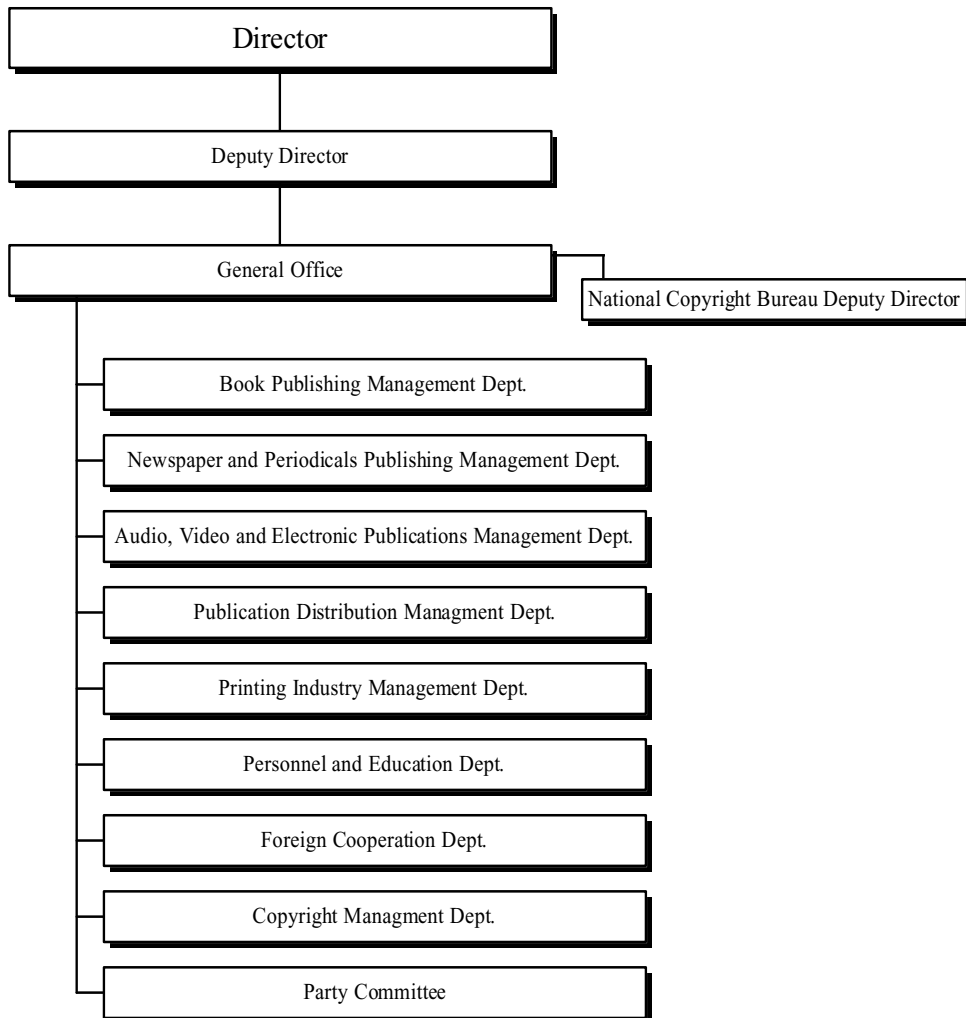 Director
Deputy Director
General Office
National Copyright Bureau Deputy Director
Book Publishing Management Dept.
Newspaper and Periodicals Publishing Management Dept.
Audio, Video and Electronic Publications Management Dept.
Publication Distribution Managment Dept.
Printing Industry Management Dept.
Personnel and Education Dept.
Foreign Cooperation Dept.
Copyright Managment Dept.
Party Committee